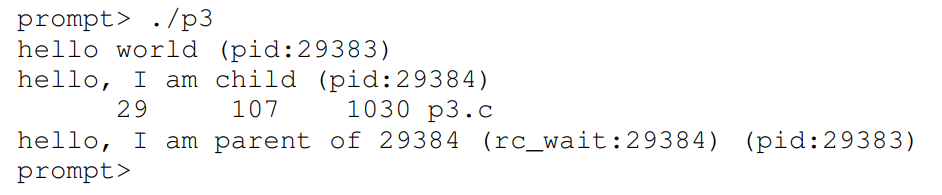 prompt> ./p3
hello world (pid:29383)
hello, I am child (pid:29384)
      29     107    1030 p3.c
hello, I am parent of 29384 (rc_wait:29384) (pid:29383)
prompt>